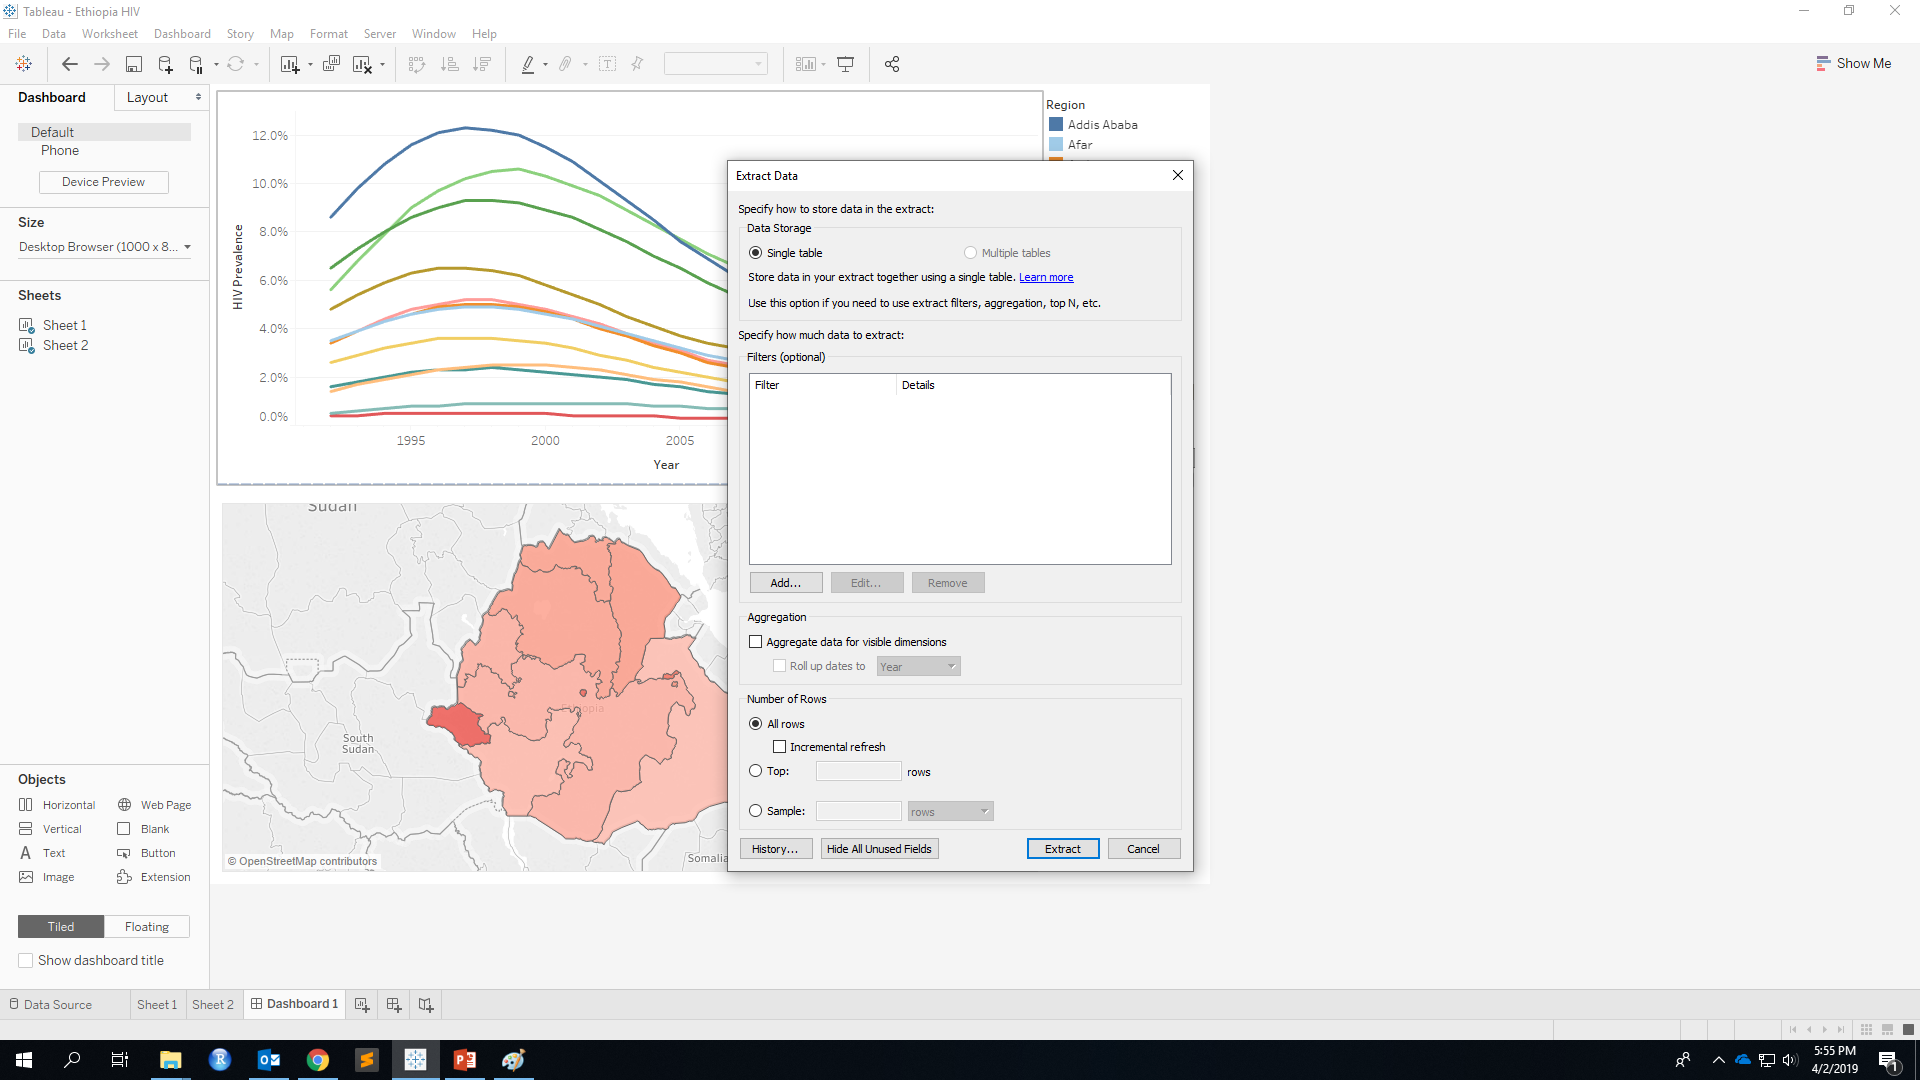 Tableau - Ethiopia HIV
File Data Worksheet Dashboard Story Map Format Server Window Help
Show Me
Dashboard Layout
Default
Phone
Device Preview
Size
Desktop Browser (1000 x 8...
Sheets
Sheet 1
Sheet 2
Objects
Horizontal Web Page
Vertical Blank
Text Button
Image Extension
Tiled Floating
Show dashboard title
HIV Prevalence
12.0%
10.0%
8.0%
6.0%
4.0%
2.0%
0.0%
1995 2000 2005
Year
Region
Addis Ababa
Afar
Sudan
Ethiopia
South
Sudan
Somalia
© OpenStreetMap contributors
Extract Data
Specify how to store data in the extract:
Data Storage
Single table Multiple tables
Store data in your extract together using a single table. Learn more
Use this option if you need to use extract filters, aggregation, top N, etc.
Specify how much data to extract:
Filters (optional)
Filter Details
Add... Edit... Remove
Aggregation
Aggregate data for visible dimensions
Roll up dates to Year
Number of Rows
All rows
Incremental refresh
Top: rows
Sample: rows
History... Hide All Unused Fields Extract Cancel
Data Source Sheet 1 Sheet 2 Dashboard 1
5:55 PM
4/2/2019
1